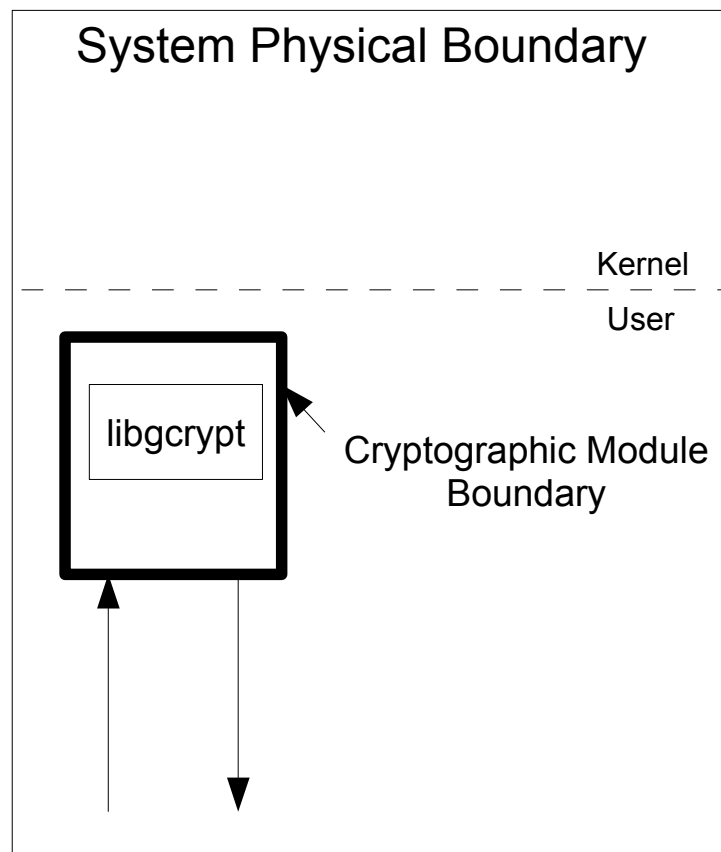 System Physical Boundary
Kernel
User
libgcrypt
Cryptographic Module
Boundary